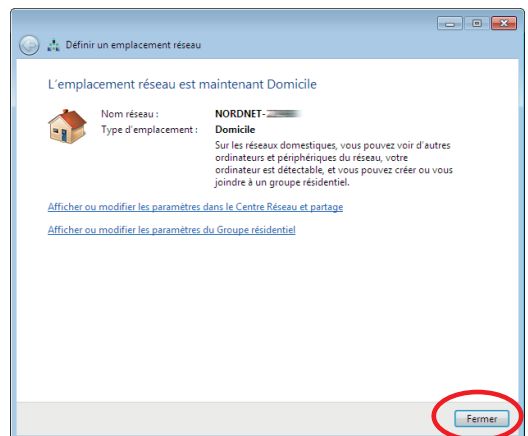 Définir un emplacement réseau
L'emplacement réseau est maintenant Domicile
Nom réseau : NORDNET-
Type d'emplacement : Domicile
Sur les réseaux domestiques, vous pouvez voir d'autres
ordinateurs et périphériques du réseau, votre
ordinateur est détectable, et vous pouvez créer ou vous
joindre à un groupe résidentiel.
Afficher ou modifier les paramètres dans le Centre Réseau et partage
Afficher ou modifier les paramètres du Groupe résidentiel
Fermer